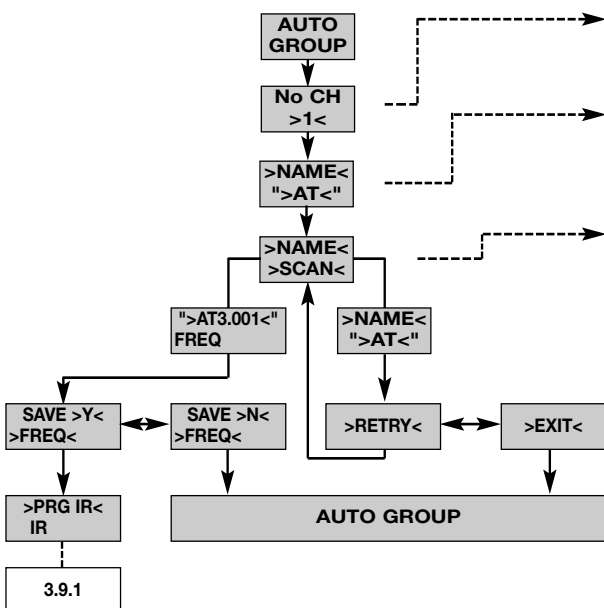 AUTO
GROUP
No CH
>1<
>NAME<
">AT<"
>NAME<
>SCAN<
">AT3.001<"
FREQ
>NAME<
">AT<"
SAVE >Y<
>FREQ<
SAVE >N<
>FREQ<
>RETRY<
>EXIT<
>PRG IR<
IR
AUTO GROUP
3.9.1